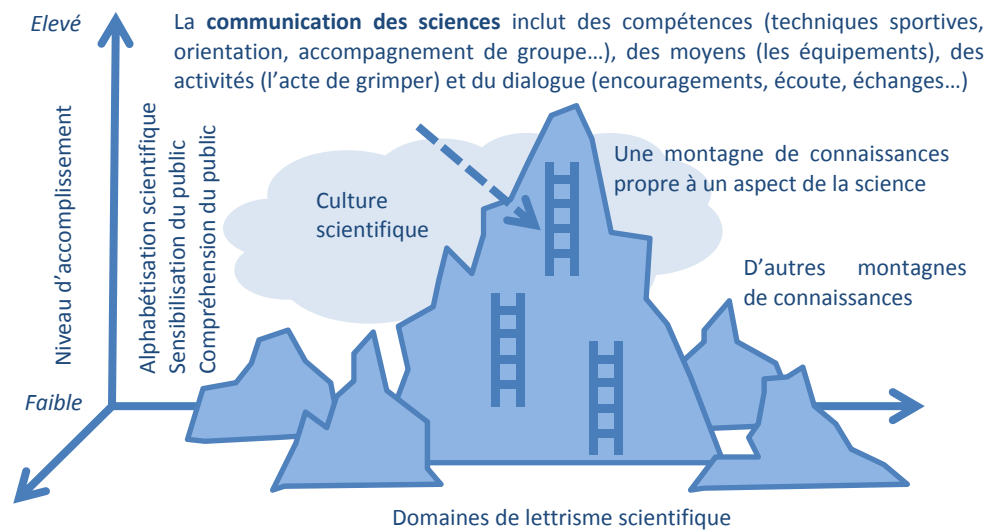 Elevé
La communication des sciences inclut des compétences (techniques sportives,
orientation, accompagnement de groupe…), des moyens (les équipements), des
activités (l'acte de grimper) et du dialogue (encouragements, écoute, échanges…)
Niveau d'accomplissement
Alphabétisation scientifique
Sensibilisation du public
Compréhension du public
Culture
scientifique
Une montagne de connaissances
propre à un aspect de la science
D'autres montagnes
de connaissances
Faible
Domaines de lettrisme scientifique